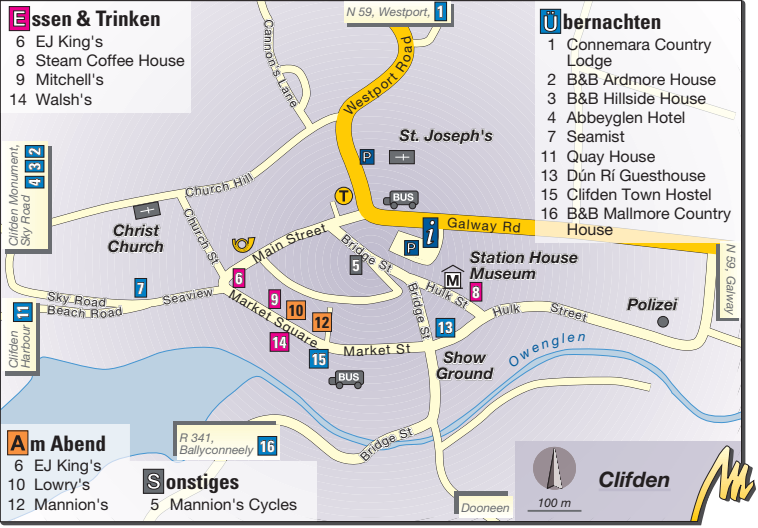 Essen & Trinken
6 EJ King's
8 Steam Coffee House
9 Mitchell's
14 Walsh's
N 59, Westport, 1
Übernachten
1 Connemara Country
Lodge
2 B&B Ardmore House
3 B&B Hillside House
4 Abbeyglen Hotel
7 Seamist
11 Quay House
13 Dún Rí Guesthouse
15 Clifden Town Hostel
16 B&B Mallmore Country
House
Cannon's Lane
Westport Road
St. Joseph's
P
BUS
T
Clifden Monument,
Sky Road
4 3 2
Church Hill
Christ
Church
Church St
Main Street
Bridge St
P
i
Galway Rd
N 59, Galway
Station House
Museum
M
5
6
7
8
9
10
12
13
14
15
Hulk St
Bridge St
Hulk Street
Polizei
Sky Road
Beach Road
Seaview
Market Square
Market St
Show
Ground
Owenglen
Clifden
Harbour
11
BUS
R 341,
Ballyconneely 16
Bridge St
Dooneen
Am Abend
6 EJ King's
10 Lowry's
12 Mannion's
Sonstiges
5 Mannion's Cycles
100 m
Clifden